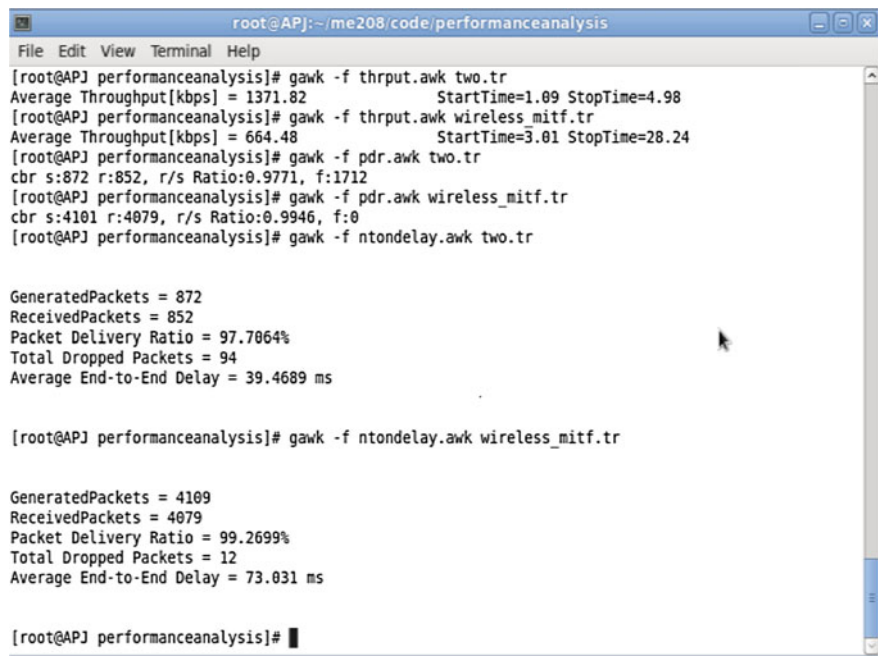 root@APJ:~/me208/code/performanceanalysis
File Edit View Terminal Help
[root@APJ performanceanalysis]# gawk -f thrput.awk two.tr
Average Throughput[kbps] = 1371.82 StartTime=1.09 StopTime=4.98
[root@APJ performanceanalysis]# gawk -f thrput.awk wireless_mitf.tr
Average Throughput[kbps] = 664.48 StartTime=3.01 StopTime=28.24
[root@APJ performanceanalysis]# gawk -f pdr.awk two.tr
cbr s:872 r:852, r/s Ratio:0.9771, f:1712
[root@APJ performanceanalysis]# gawk -f pdr.awk wireless_mitf.tr
cbr s:4101 r:4079, r/s Ratio:0.9946, f:0
[root@APJ performanceanalysis]# gawk -f ntondelay.awk two.tr
GeneratedPackets = 872
ReceivedPackets = 852
Packet Delivery Ratio = 97.7064%
Total Dropped Packets = 94
Average End-to-End Delay = 39.4689 ms
[root@APJ performanceanalysis]# gawk -f ntondelay.awk wireless_mitf.tr
GeneratedPackets = 4109
ReceivedPackets = 4079
Packet Delivery Ratio = 99.2699%
Total Dropped Packets = 12
Average End-to-End Delay = 73.031 ms
[root@APJ performanceanalysis]#